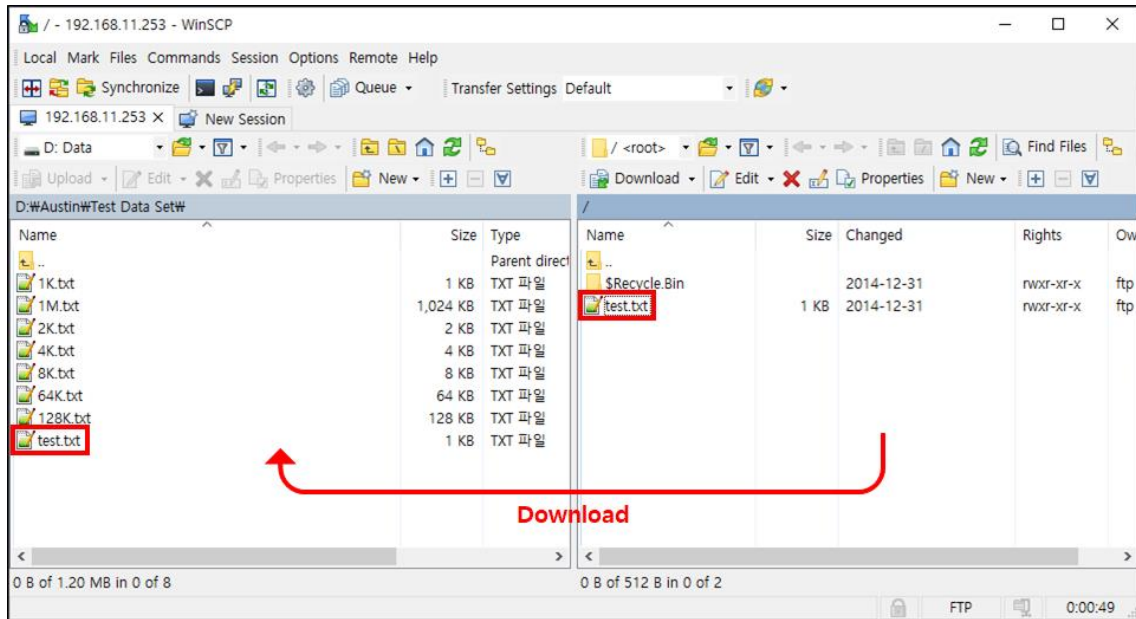 / - 192.168.11.253 - WinSCP
Local Mark Files Commands Session Options Remote Help
Synchronize Queue Transfer Settings Default
192.168.11.253 New Session
D: Data / <root> Find Files
Upload Edit Properties New Download Edit Properties New
D:₩Austin₩Test Data Set₩ /
Name Size Type Name Size Changed Rights Ow
.. Parent direct ..
1K.txt 1 KB TXT 파일 $Recycle.Bin 2014-12-31 rwxr-xr-x ftp
1M.txt 1,024 KB TXT 파일 test.txt 1 KB 2014-12-31 rwxr-xr-x ftp
2K.txt 2 KB TXT 파일
4K.txt 4 KB TXT 파일
8K.txt 8 KB TXT 파일
64K.txt 64 KB TXT 파일
128K.txt 128 KB TXT 파일
test.txt 1 KB TXT 파일
Download
0 B of 1.20 MB in 0 of 8 0 B of 512 B in 0 of 2
FTP 0:00:49